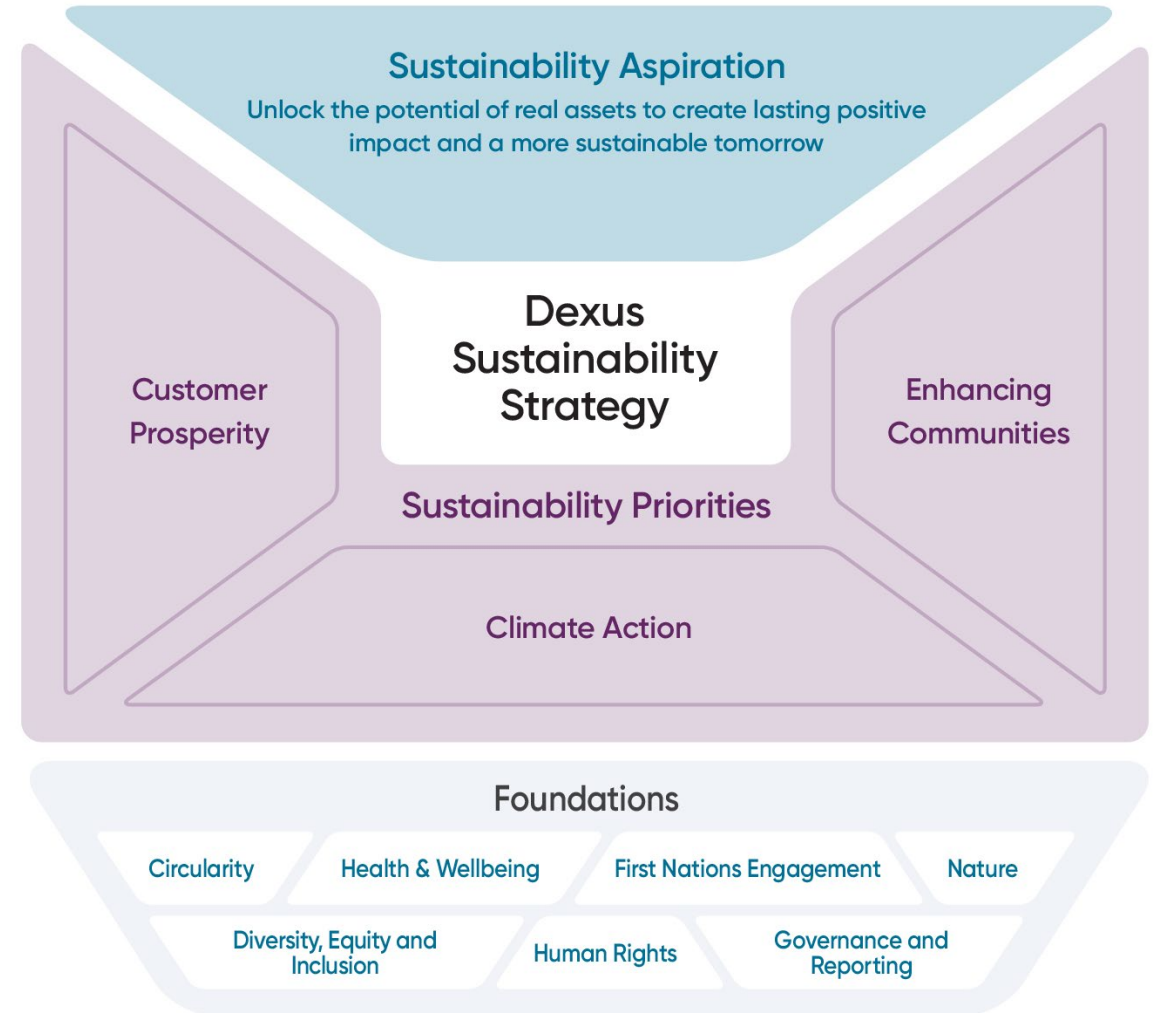 Sustainability Aspiration
Unlock the potential of real assets to create lasting positive
impact and a more sustainable tomorrow
Dexus
Sustainability
Strategy
Customer
Prosperity
Enhancing
Communities
Sustainability Priorities
Climate Action
Foundations
Circularity
Health & Wellbeing
First Nations Engagement
Nature
Diversity, Equity and
Inclusion
Human Rights
Governance and
Reporting